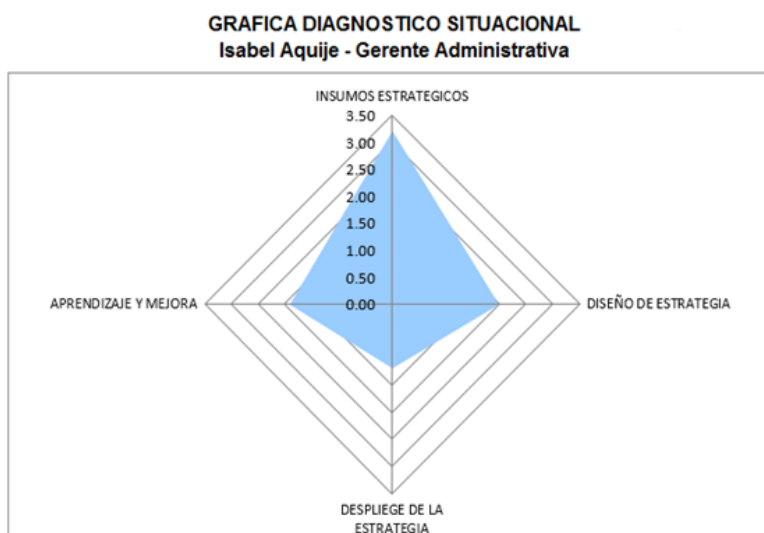 GRAFICA DIAGNOSTICO SITUACIONAL
Isabel Aquije - Gerente Administrativa
INSUMOS ESTRATEGICOS
3.50
3.00
2.50
2.00
1.50
1.00
0.50
0.00
APRENDIZAJE Y MEJORA
DISEÑO DE ESTRATEGIA
DESPLIEGE DE LA
ESTRATEGIA